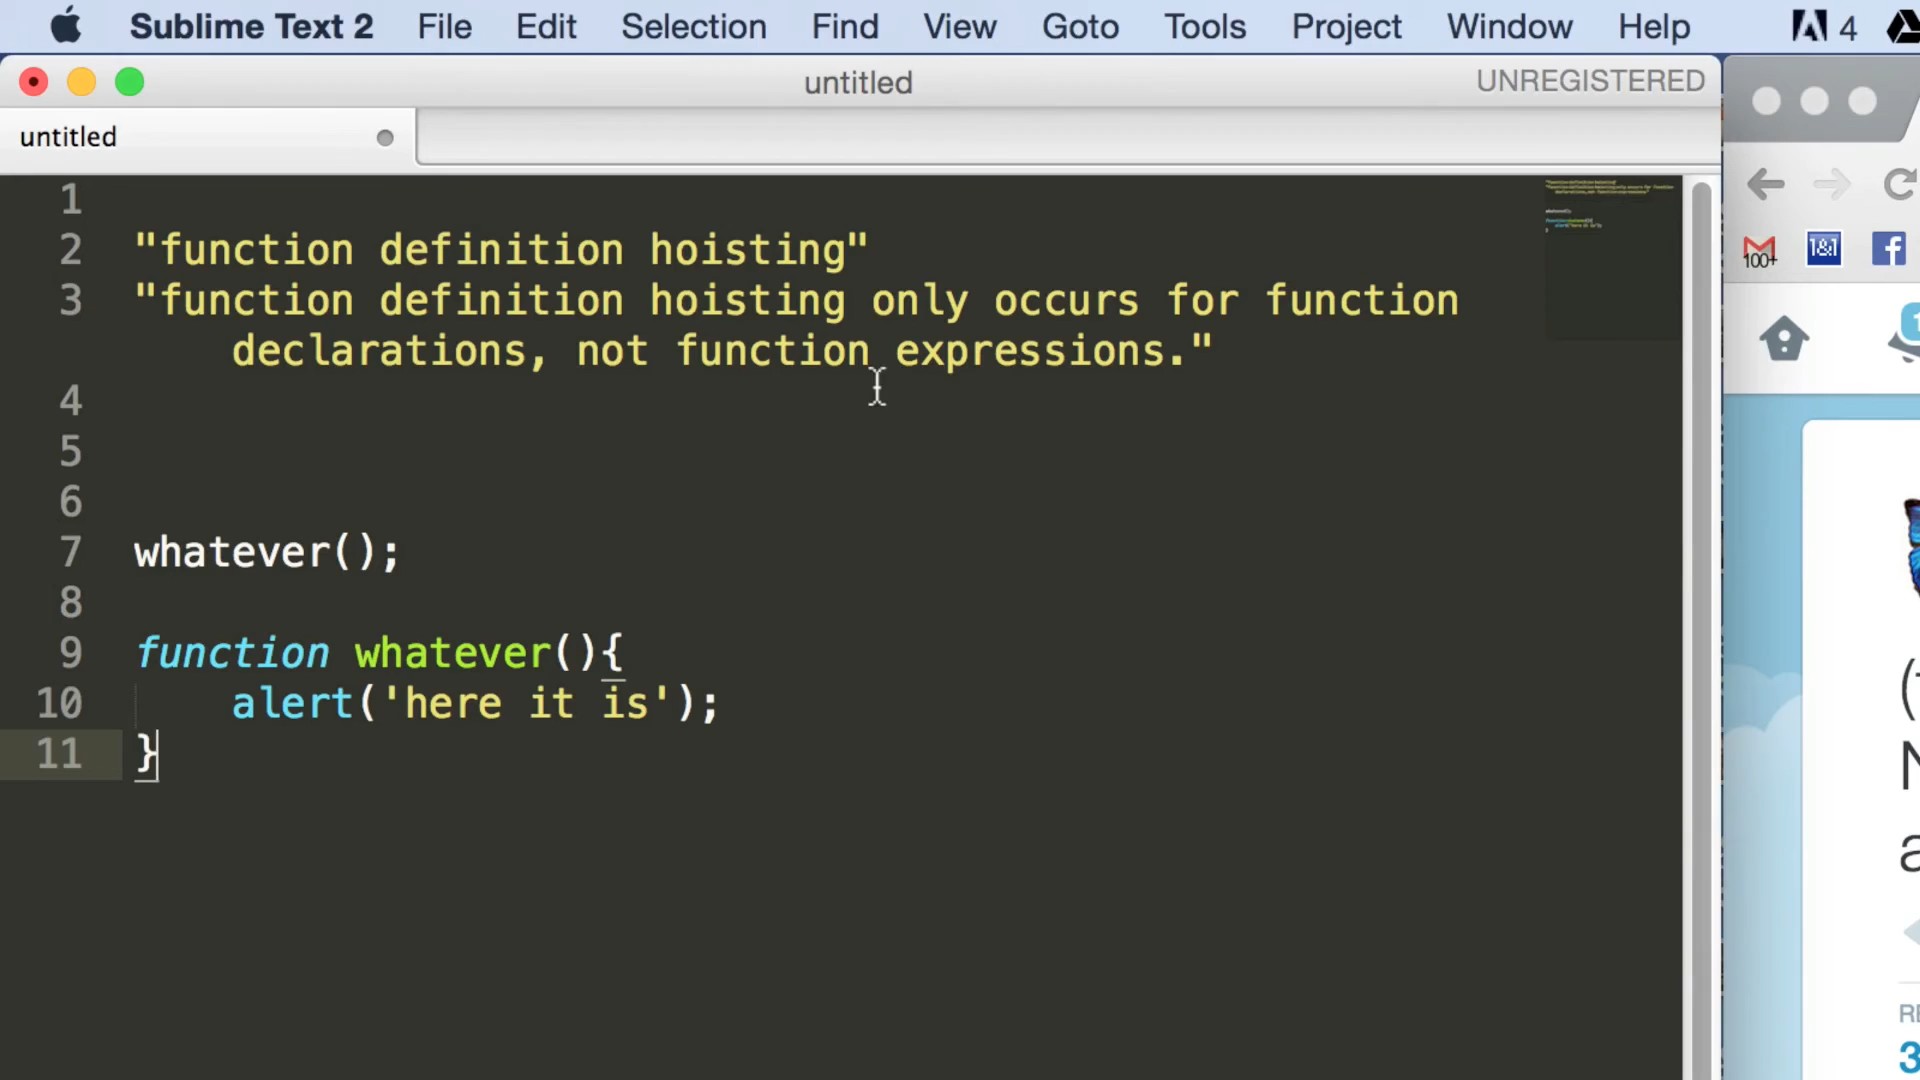 Sublime Text 2 File Edit Selection Find View Goto Tools Project Window Help 4
untitled UNREGISTERED
untitled
1
2 "function definition hoisting"
3 "function definition hoisting only occurs for function
declarations, not function expressions."
4
5
6
7 whatever();
8
9 function whatever(){
10 alert('here it is');
11 }
100+
1&1